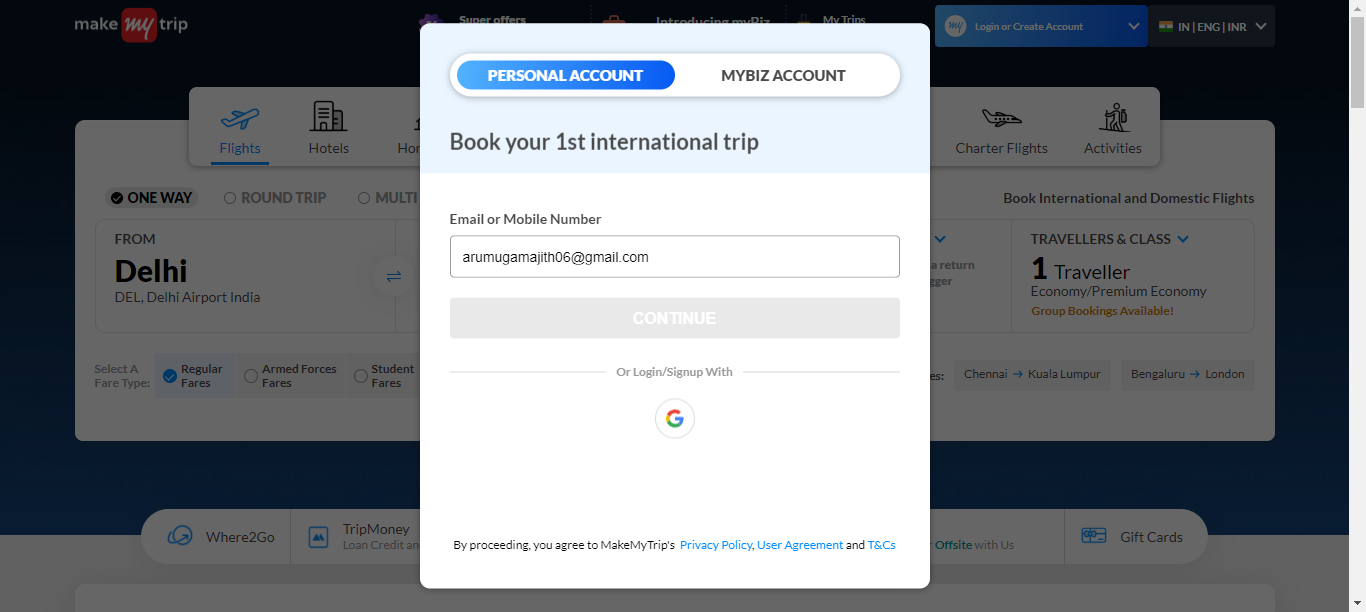 make my trip
Super offers
Introducing myBiz
My Trips
my Login or Create Account
IN | ENG | INR
PERSONAL ACCOUNT
MYBIZ ACCOUNT
Book your 1st international trip
Email or Mobile Number
arumugamajith06@gmail.com
CONTINUE
Or Login/Signup With
By proceeding, you agree to MakeMyTrip's Privacy Policy, User Agreement and T&Cs
Flights
Hotels
Charter Flights
Activities
ONE WAY
ROUND TRIP
MULTI
Book International and Domestic Flights
FROM
Delhi
DEL, Delhi Airport India
a return
TRAVELLERS & CLASS
1 Traveller
Economy/Premium Economy
Group Bookings Available!
Select A
Fare Type:
Regular
Fares
Armed Forces
Fares
Student
Fares
Chennai → Kuala Lumpur
Bengaluru → London
Where2Go
TripMoney
Loan Credit an
Offsite with Us
Gift Cards